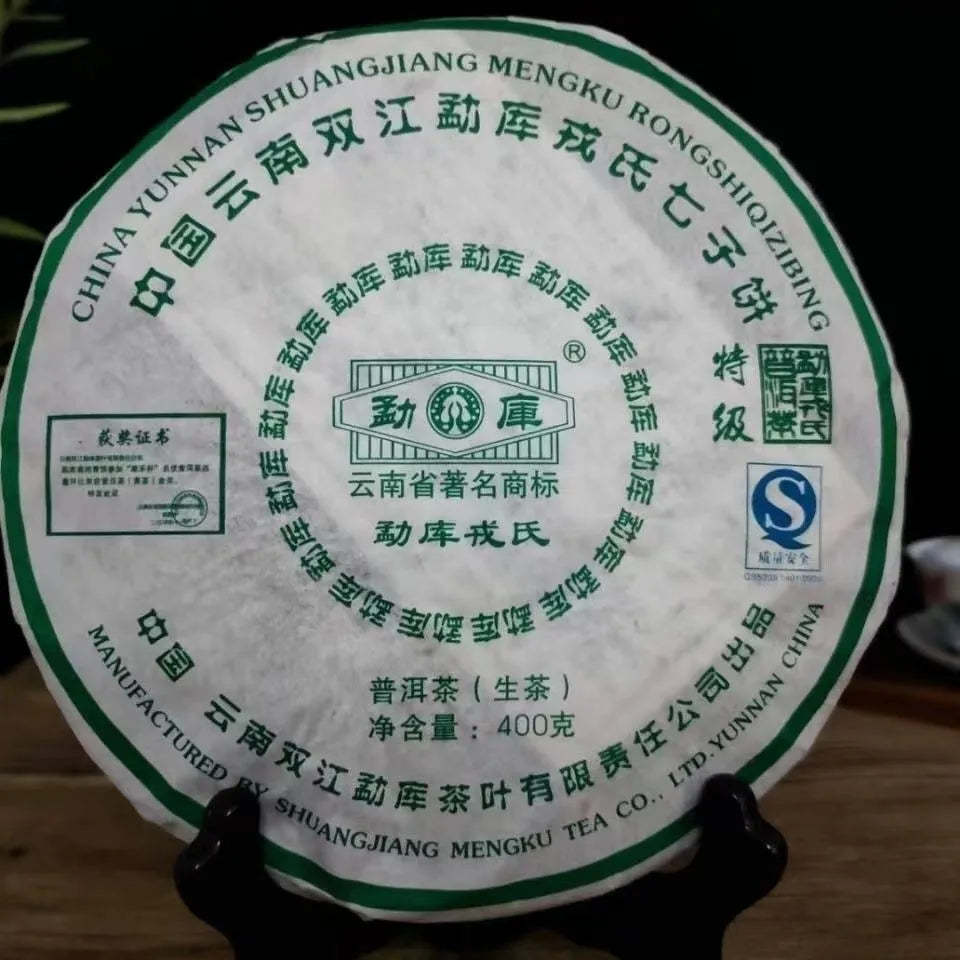 CHINA YUNNAN SHUANGJIANG MENGKU RONGSHIQIZIBING
中国云南双江勐库戎氏七子饼
勐库勐库勐库勐库勐库勐库勐库勐库勐库勐库勐库勐库勐库勐库勐库勐库勐库
®
勐 庫
云南省著名商标
勐库戎氏
特级
勐库戎氏
普洱茶
获奖证书
特发此证
质量安全
普洱茶（生茶）
净含量：400克
中国 云南双江勐库茶叶有限责任公司出品
MANUFACTURED BY SHUANGJIANG MENGKU TEA CO., LTD.YUNNAN CHINA